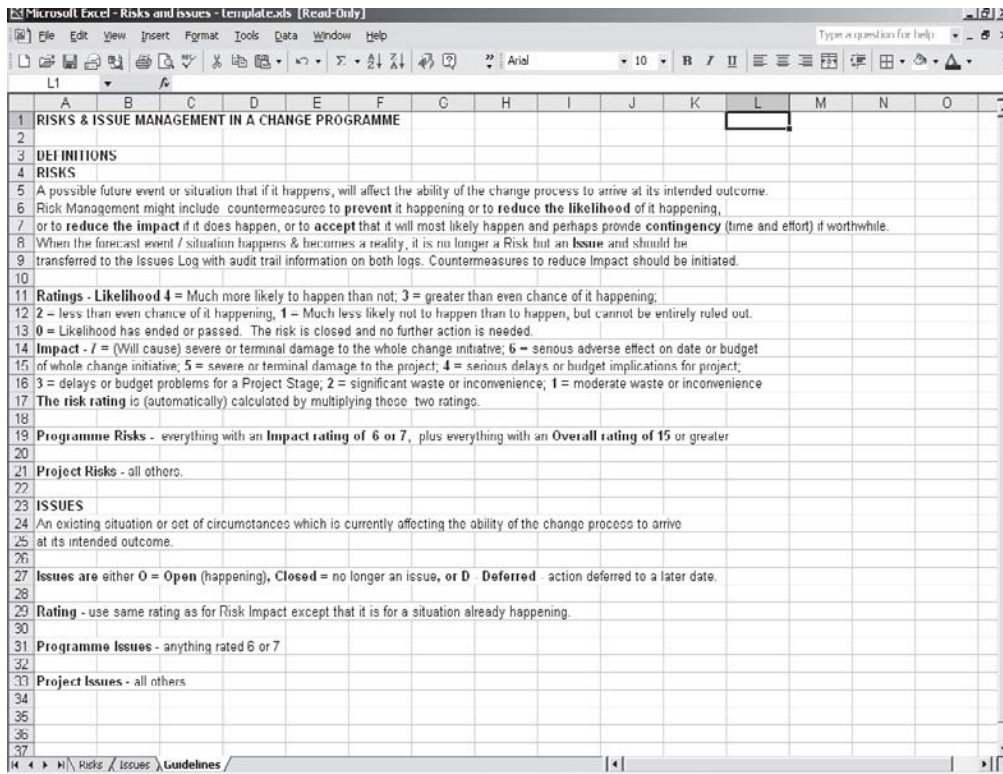 Microsoft Excel - Risks and issues - template.xls [Read-Only]
File Edit View Insert Format Tools Data Window Help Type a question for help
Arial 10 B I U
L1 fx
A B C D E F G H I J K L M N O
1 RISKS & ISSUE MANAGEMENT IN A CHANGE PROGRAMME
2
3 DEFINITIONS
4 RISKS
5 A possible future event or situation that if it happens, will affect the ability of the change process to arrive at its intended outcome.
6 Risk Management might include countermeasures to prevent it happening or to reduce the likelihood of it happening,
7 or to reduce the impact if it does happen, or to accept that it will most likely happen and perhaps provide contingency (time and effort) if worthwhile.
8 When the forecast event / situation happens & becomes a reality, it is no longer a Risk but an Issue and should be
9 transferred to the Issues Log with audit trail information on both logs. Countermeasures to reduce Impact should be initiated.
10
11 Ratings - Likelihood 4 = Much more likely to happen than not; 3 = greater than even chance of it happening;
12 2 = less than even chance of it happening, 1 = Much less likely not to happen than to happen, but cannot be entirely ruled out.
13 0 = Likelihood has ended or passed. The risk is closed and no further action is needed.
14 Impact - 7 = (Will cause) severe or terminal damage to the whole change initiative; 6 = serious adverse effect on date or budget
15 of whole change initiative; 5 = severe or terminal damage to the project; 4 = serious delays or budget implications for project;
16 3 = delays or budget problems for a Project Stage; 2 = significant waste or inconvenience; 1 = moderate waste or inconvenience
17 The risk rating is (automatically) calculated by multiplying these two ratings.
18
19 Programme Risks - everything with an Impact rating of 6 or 7, plus everything with an Overall rating of 15 or greater
20
21 Project Risks - all others.
22
23 ISSUES
24 An existing situation or set of circumstances which is currently affecting the ability of the change process to arrive
25 at its intended outcome.
26
27 Issues are either O = Open (happening), Closed = no longer an issue, or D - Deferred - action deferred to a later date.
28
29 Rating - use same rating as for Risk Impact except that it is for a situation already happening.
30
31 Programme Issues - anything rated 6 or 7
32
33 Project Issues - all others
34
35
36
37
Risks / Issues \ Guidelines /